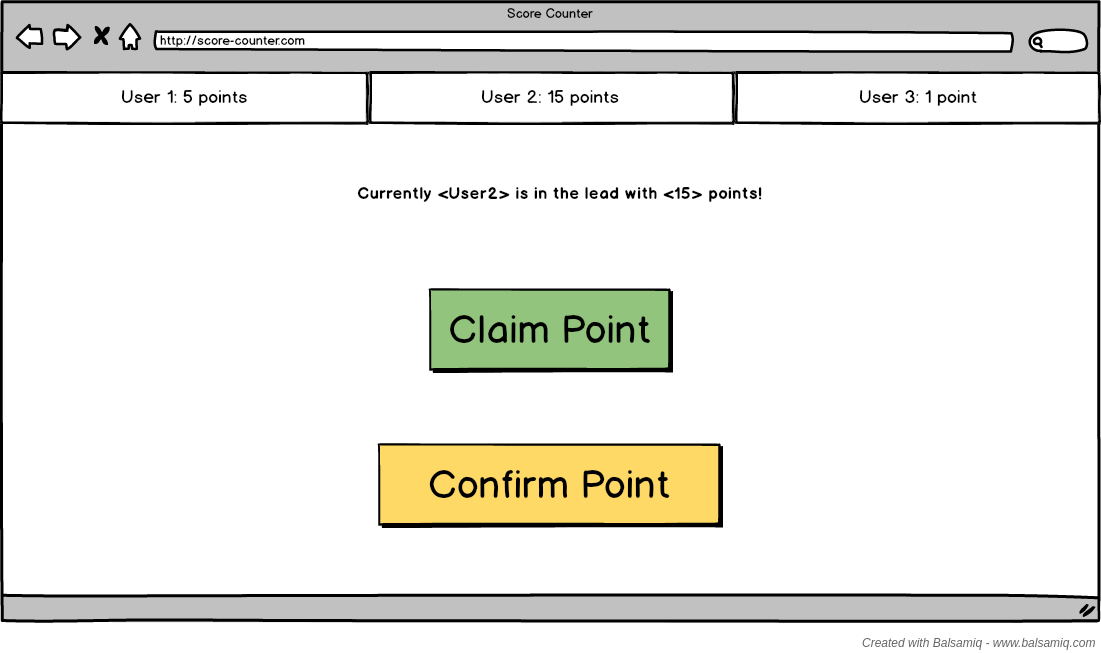 Score Counter
http://score-counter.com
User 1: 5 points
User 2: 15 points
User 3: 1 point
Currently <User2> is in the lead with <15> points!
Claim Point
Confirm Point
Created with Balsamiq - www.balsamiq.com